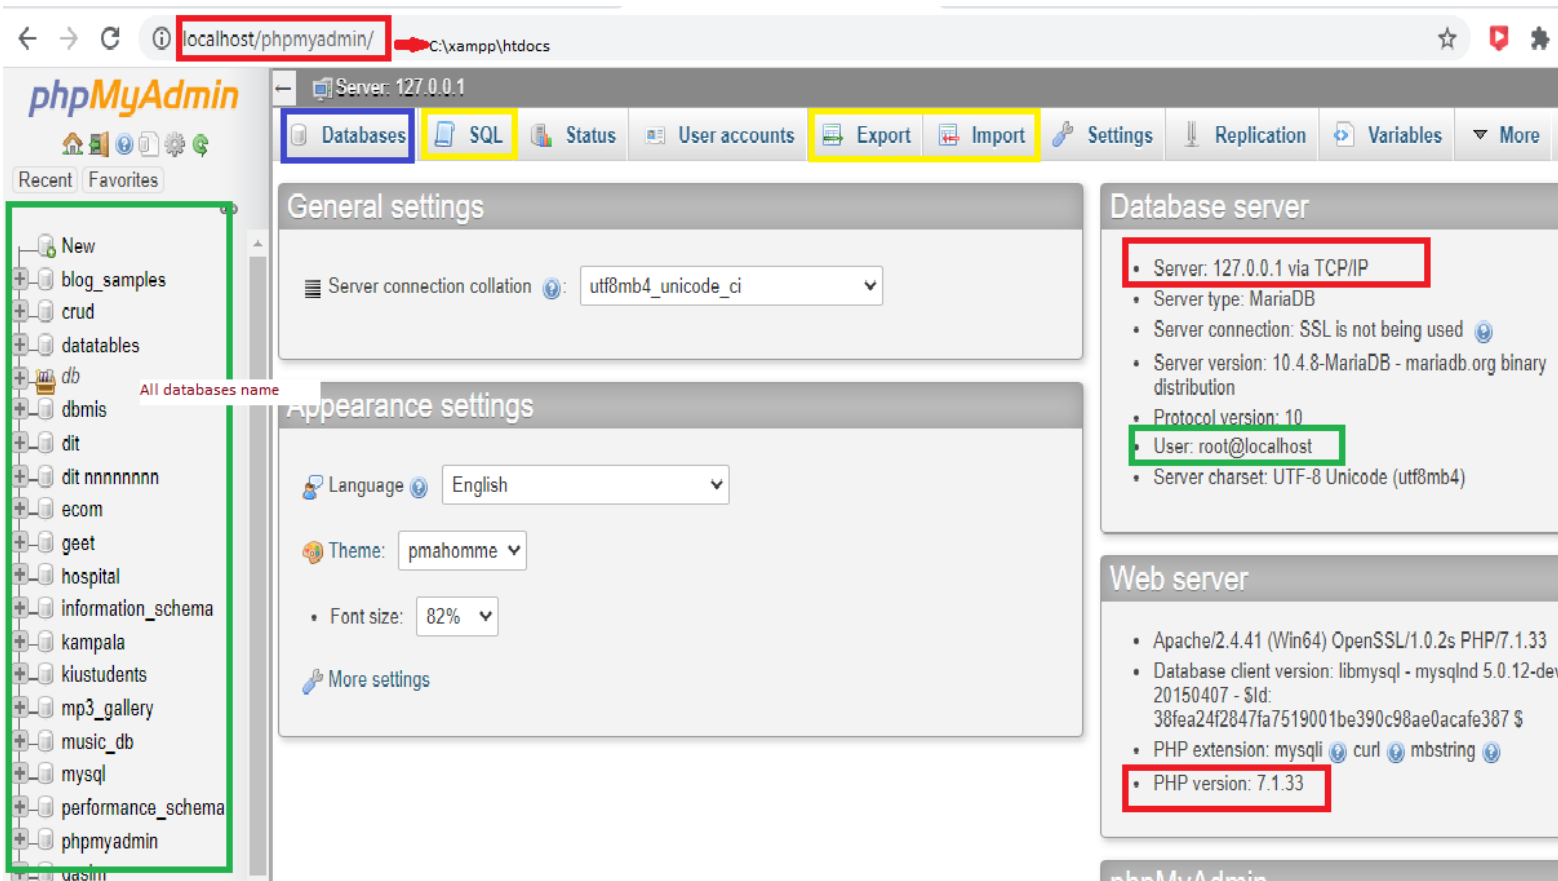 localhost/phpmyadmin/
C:\xampp\htdocs
phpMyAdmin
Recent Favorites
New
blog_samples
crud
datatables
db
All databases name
dbmis
dit
dit nnnnnnnn
ecom
geet
hospital
information_schema
kampala
kiustudents
mp3_gallery
music_db
mysql
performance_schema
phpmyadmin
Server: 127.0.0.1
Databases SQL Status User accounts Export Import Settings Replication Variables More
General settings
Server connection collation : utf8mb4_unicode_ci
Appearance settings
Language English
Theme: pmahomme
• Font size: 82%
More settings
Database server
• Server: 127.0.0.1 via TCP/IP
• Server type: MariaDB
• Server connection: SSL is not being used
• Server version: 10.4.8-MariaDB - mariadb.org binary
distribution
• Protocol version: 10
• User: root@localhost
• Server charset: UTF-8 Unicode (utf8mb4)
Web server
• Apache/2.4.41 (Win64) OpenSSL/1.0.2s PHP/7.1.33
• Database client version: libmysql - mysqlnd 5.0.12-dev
20150407 - $Id:
38fea24f2847fa7519001be390c98ae0acafe387 $
• PHP extension: mysqli curl mbstring
• PHP version: 7.1.33
phpMyAdmin